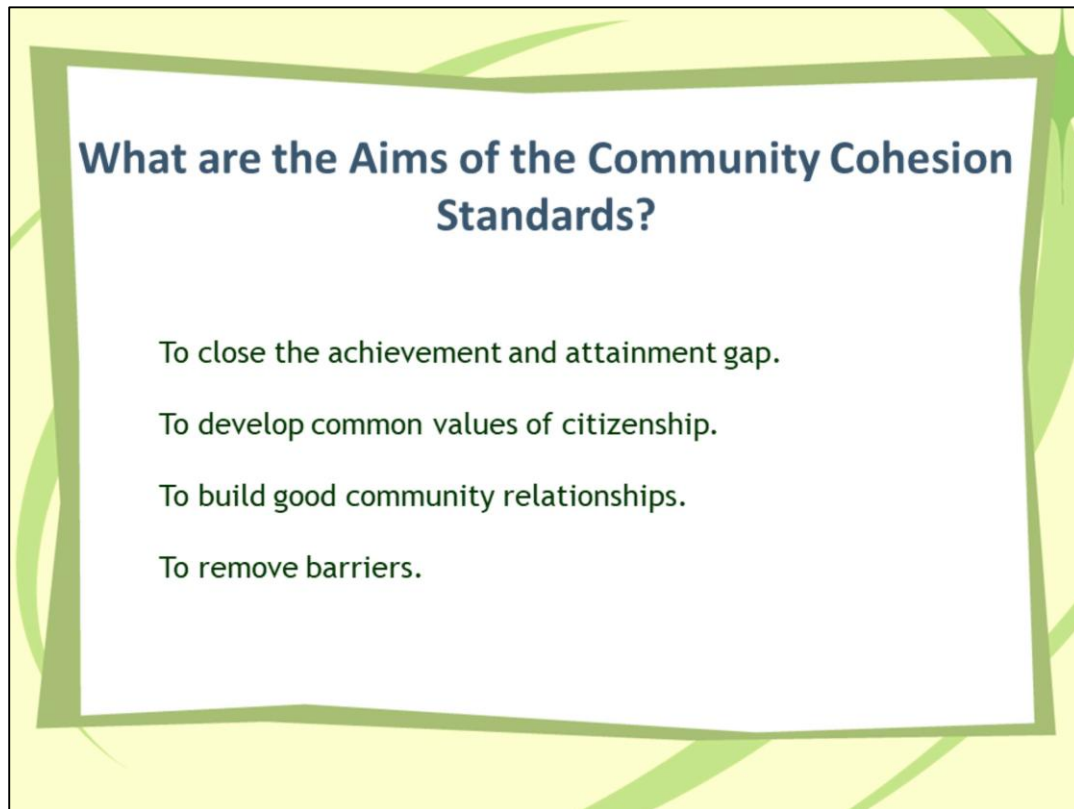 What are the Aims of the Community Cohesion
Standards?
To close the achievement and attainment gap.
To develop common values of citizenship.
To build good community relationships.
To remove barriers.